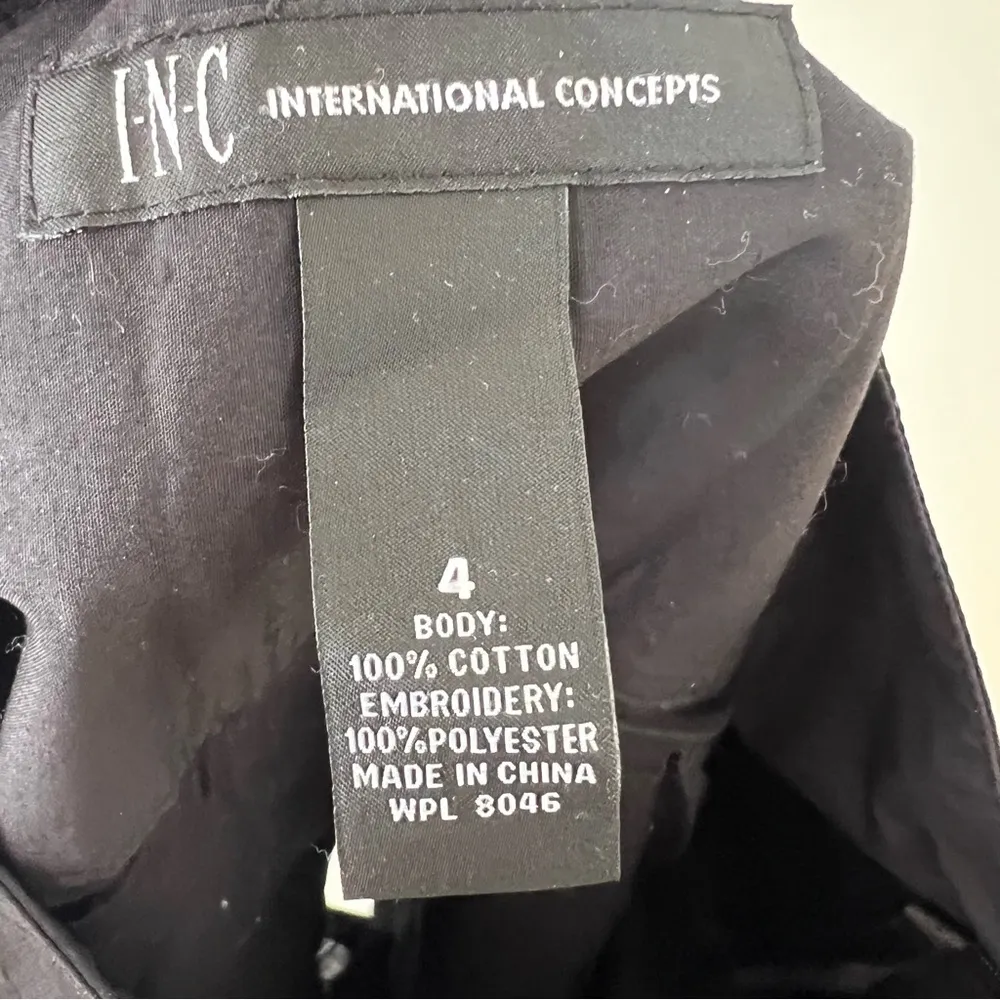 I·N·C INTERNATIONAL CONCEPTS
4
BODY:
100% COTTON
EMBROIDERY:
100%POLYESTER
MADE IN CHINA
WPL 8046